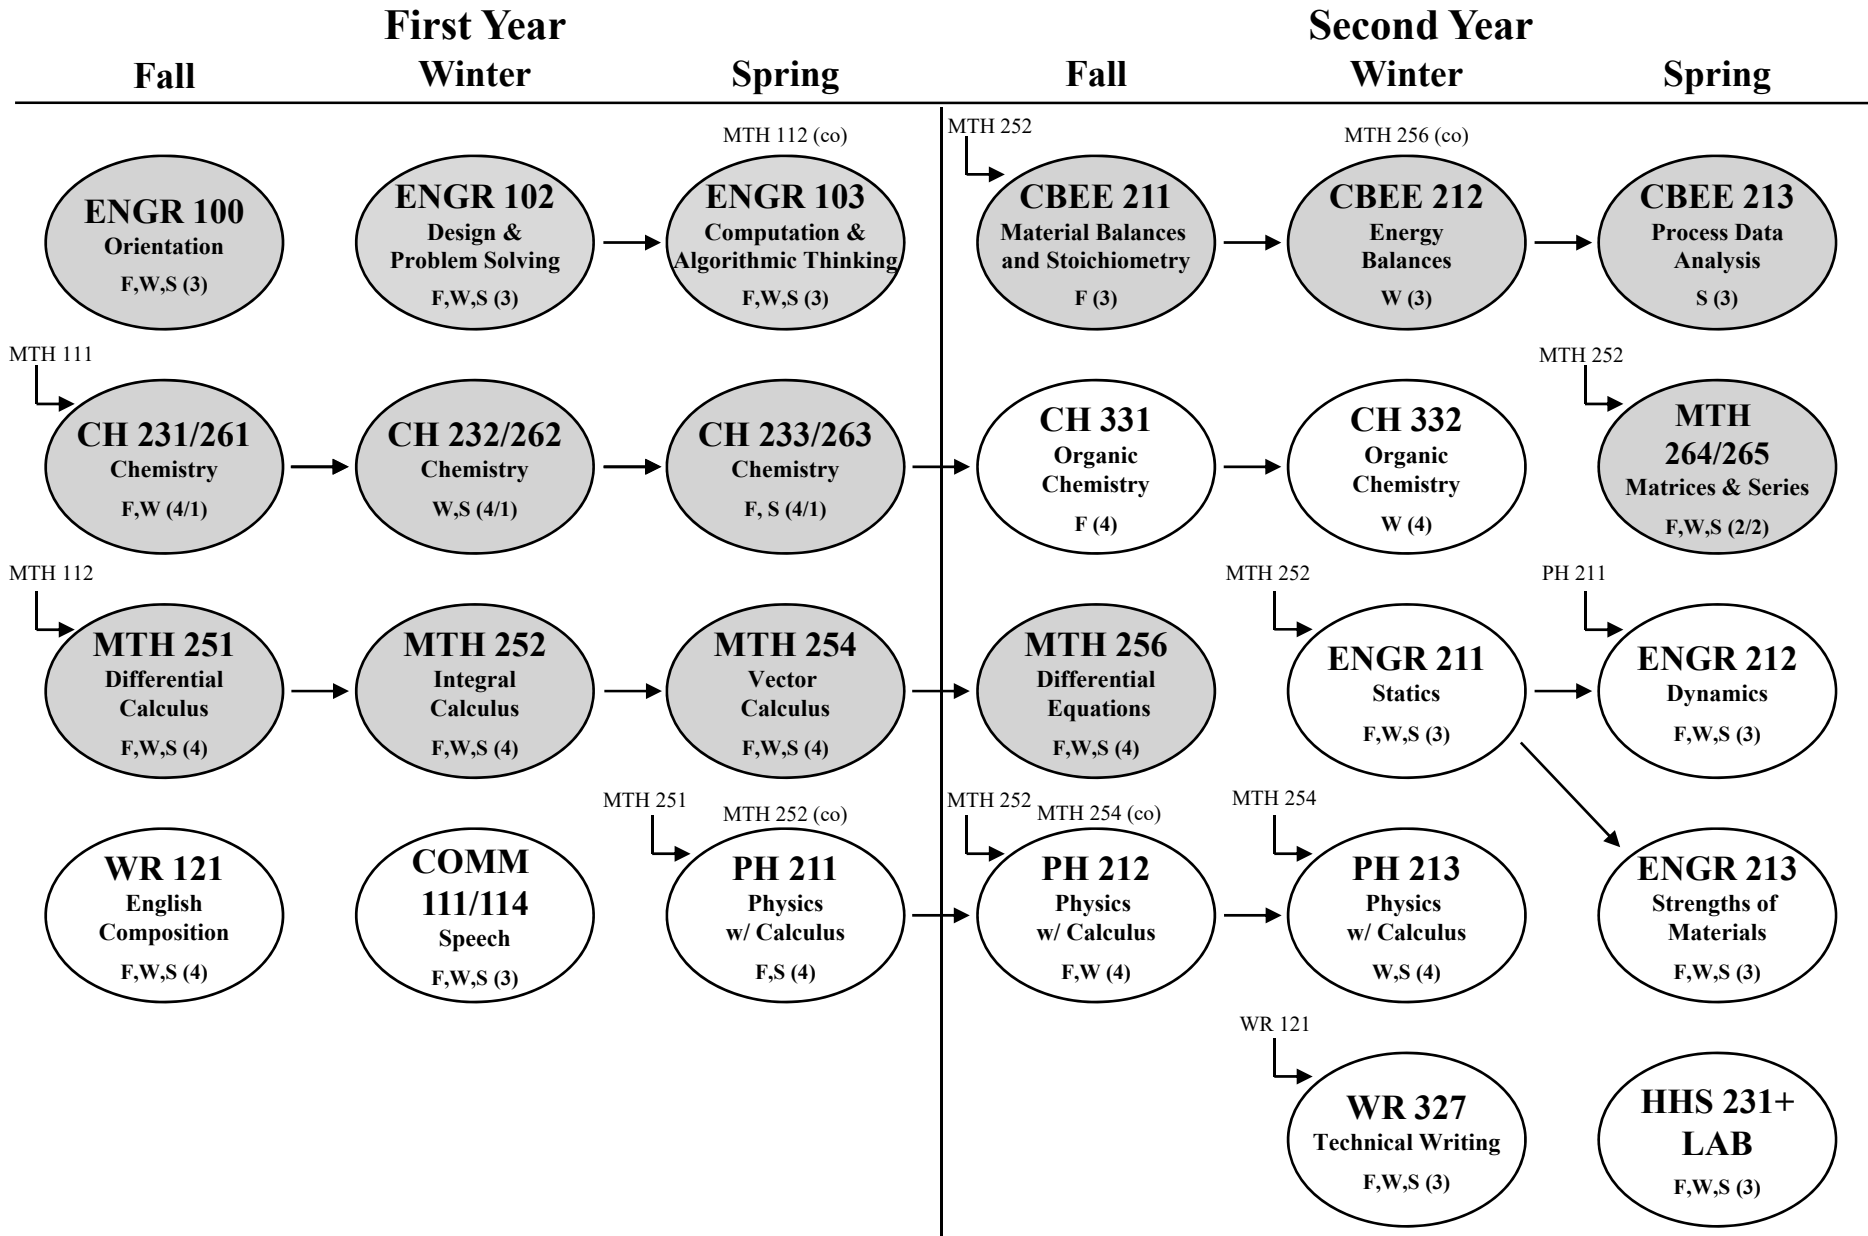 First Year
Second Year
Fall
Winter
Spring
Fall
Winter
Spring
ENGR 100
Orientation
F,W,S (3)
ENGR 102
Design &
Problem Solving
F,W,S (3)
MTH 112 (co)
ENGR 103
Computation &
Algorithmic Thinking
F,W,S (3)
MTH 252
CBEE 211
Material Balances
and Stoichiometry
F (3)
MTH 256 (co)
CBEE 212
Energy
Balances
W (3)
CBEE 213
Process Data
Analysis
S (3)
MTH 111
CH 231/261
Chemistry
F,W (4/1)
CH 232/262
Chemistry
W,S (4/1)
CH 233/263
Chemistry
F, S (4/1)
CH 331
Organic
Chemistry
F (4)
CH 332
Organic
Chemistry
W (4)
MTH 252
MTH
264/265
Matrices & Series
F,W,S (2/2)
MTH 112
MTH 251
Differential
Calculus
F,W,S (4)
MTH 252
Integral
Calculus
F,W,S (4)
MTH 254
Vector
Calculus
F,W,S (4)
MTH 256
Differential
Equations
F,W,S (4)
MTH 252
ENGR 211
Statics
F,W,S (3)
PH 211
ENGR 212
Dynamics
F,W,S (3)
WR 121
English
Composition
F,W,S (4)
COMM
111/114
Speech
F,W,S (3)
MTH 251
MTH 252 (co)
PH 211
Physics
w/ Calculus
F,S (4)
MTH 252
MTH 254 (co)
PH 212
Physics
w/ Calculus
F,W (4)
MTH 254
PH 213
Physics
w/ Calculus
W,S (4)
ENGR 213
Strengths of
Materials
F,W,S (3)
WR 121
WR 327
Technical Writing
F,W,S (3)
HHS 231+
LAB
F,W,S (3)